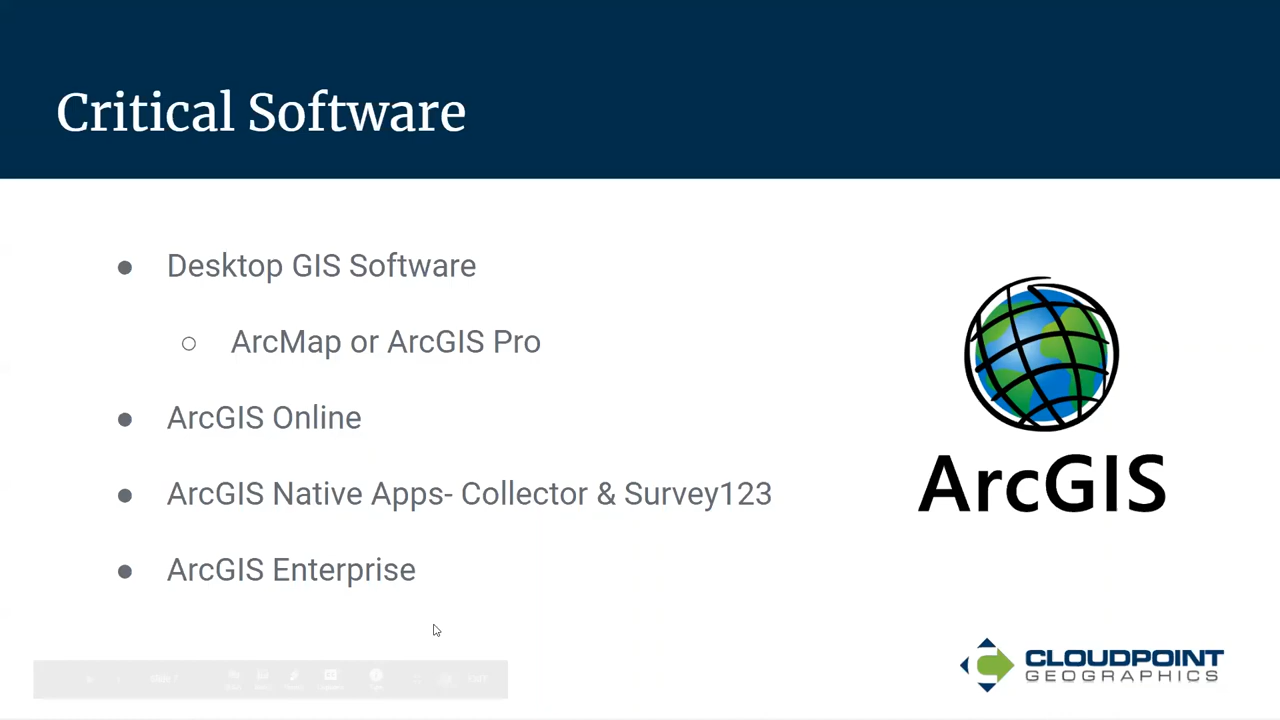 Critical Software
● Desktop GIS Software
○ ArcMap or ArcGIS Pro
● ArcGIS Online
● ArcGIS Native Apps- Collector & Survey123
● ArcGIS Enterprise
ArcGIS
CLOUDPOINT
GEOGRAPHICS
EXIT